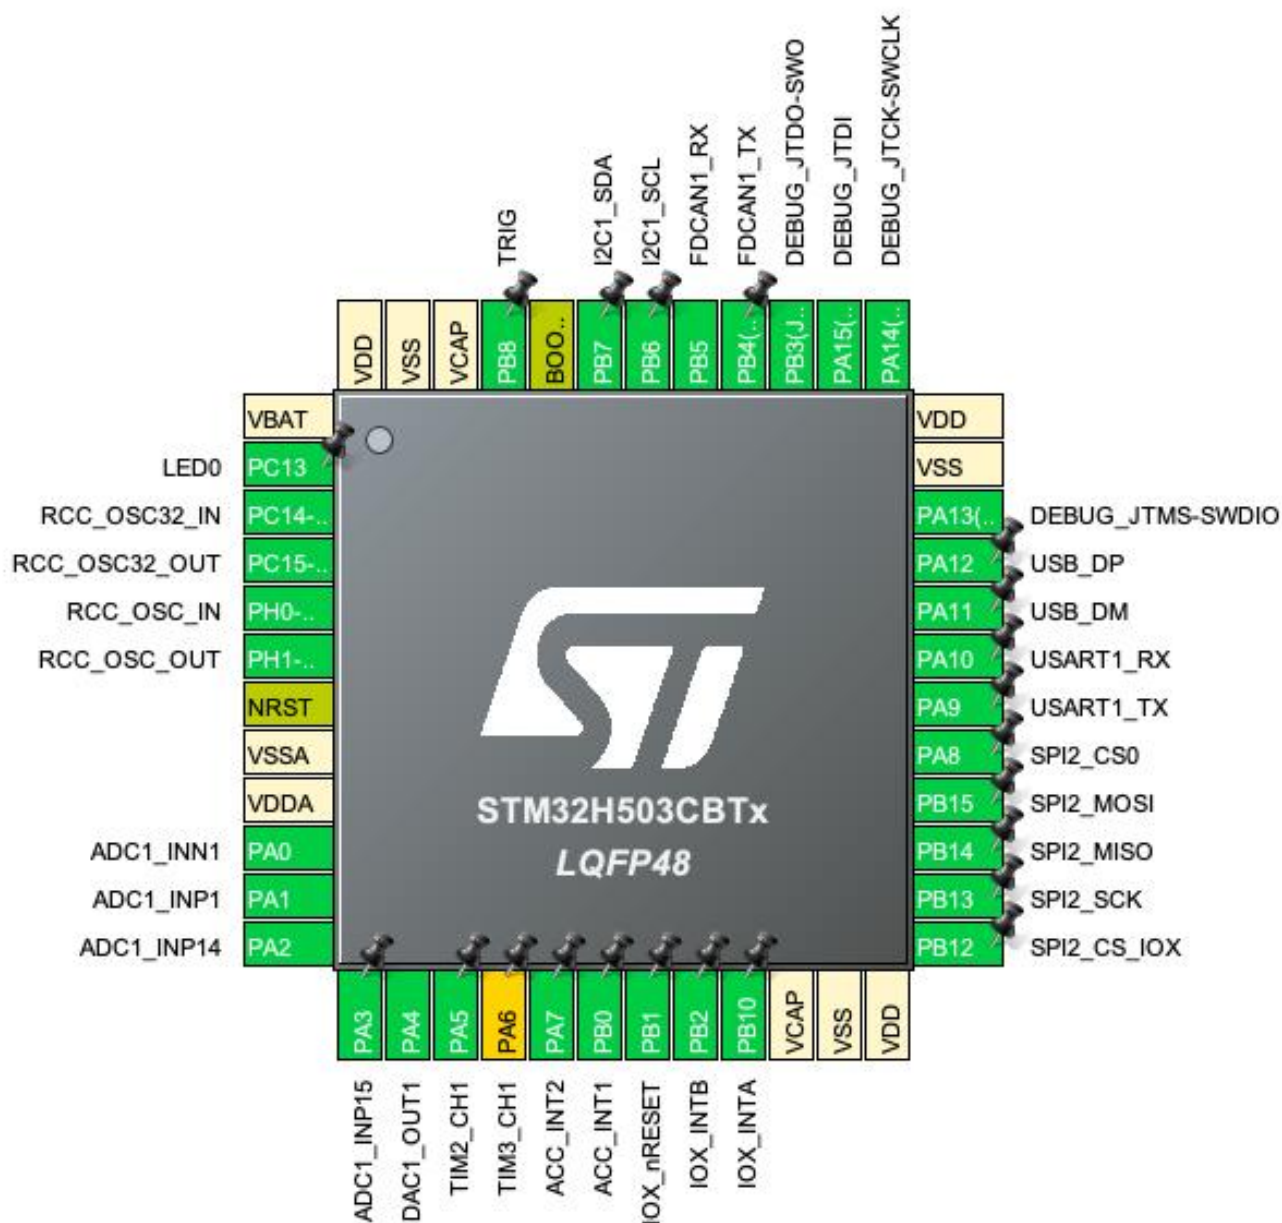 TRIG
I2C1_SDA
I2C1_SCL
FDCAN1_RX
FDCAN1_TX
DEBUG_JTDO-SWO
DEBUG_JTDI
DEBUG_JTCK-SWCLK
VDD
VSS
VCAP
PB8
BOO..
PB7
PB6
PB5
PB4(..
PB3(J..
PA15(..
PA14(..
VBAT
LED0 PC13
RCC_OSC32_IN PC14-..
RCC_OSC32_OUT PC15-..
RCC_OSC_IN PH0-..
RCC_OSC_OUT PH1-..
NRST
VSSA
VDDA
ADC1_INN1 PA0
ADC1_INP1 PA1
ADC1_INP14 PA2
ST
STM32H503CBTx
LQFP48
VDD
VSS
PA13(.. DEBUG_JTMS-SWDIO
PA12 USB_DP
PA11 USB_DM
PA10 USART1_RX
PA9 USART1_TX
PA8 SPI2_CS0
PB15 SPI2_MOSI
PB14 SPI2_MISO
PB13 SPI2_SCK
PB12 SPI2_CS_IOX
PA3
PA4
PA5
PA6
PA7
PB0
PB1
PB2
PB10
VCAP
VSS
VDD
ADC1_INP15
DAC1_OUT1
TIM2_CH1
TIM3_CH1
ACC_INT2
ACC_INT1
IOX_nRESET
IOX_INTB
IOX_INTA